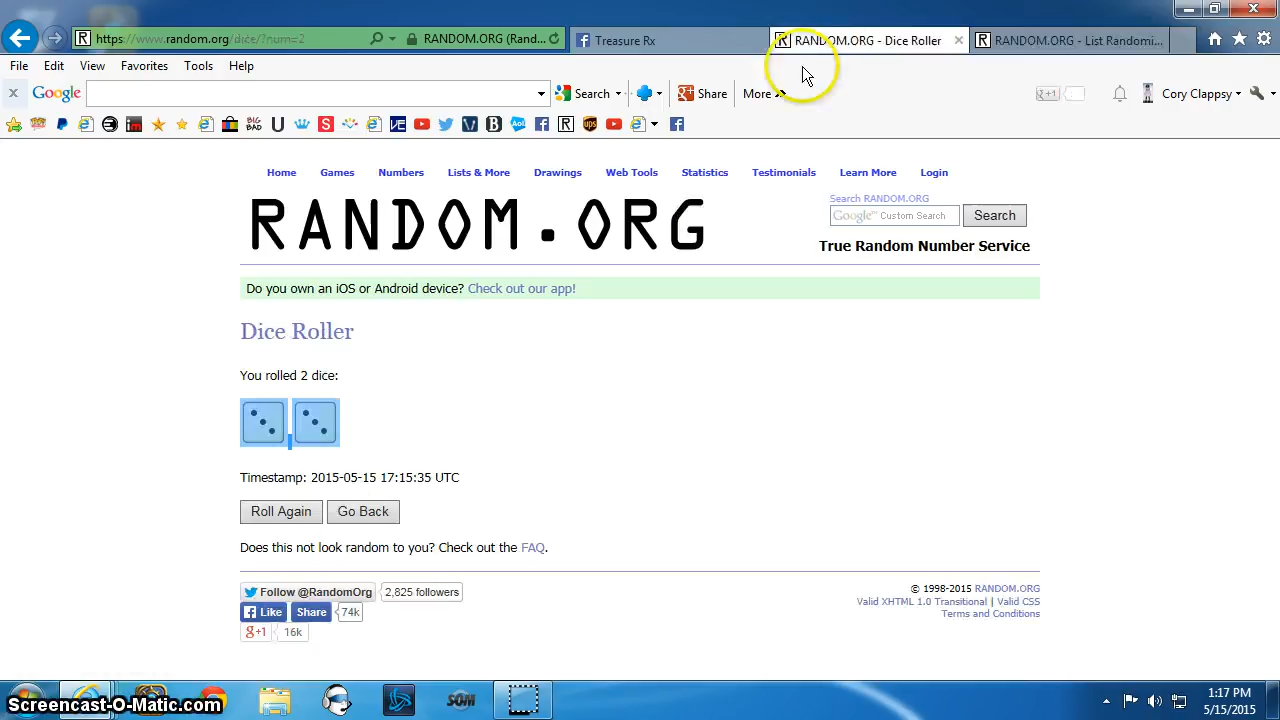 https://www.random.org/dice/?num=2
RANDOM.ORG (Rand...
Treasure Rx
RANDOM.ORG - Dice Roller
RANDOM.ORG - List Randomi...
File Edit View Favorites Tools Help
Google Search Share More »
+1
Cory Clappsy
Home Games Numbers Lists & More Drawings Web Tools Statistics Testimonials Learn More Login
RANDOM.ORG
Search RANDOM.ORG
Google™ Custom Search Search
True Random Number Service
Do you own an iOS or Android device? Check out our app!
Dice Roller
You rolled 2 dice:
Timestamp: 2015-05-15 17:15:35 UTC
Roll Again Go Back
Does this not look random to you? Check out the FAQ.
Follow @RandomOrg 2,825 followers
Like Share 74k
g+1 16k
© 1998-2015 RANDOM.ORG
Valid XHTML 1.0 Transitional | Valid CSS
Terms and Conditions
SOM
Screencast-O-Matic.com
1:17 PM
5/15/2015